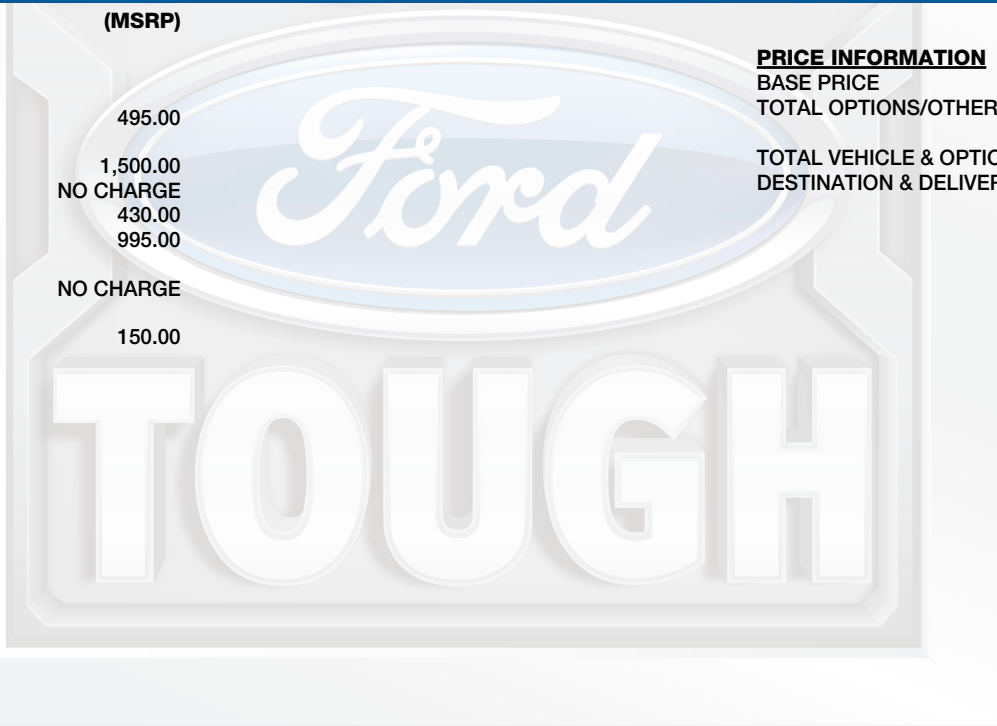 (MSRP)
495.00
1,500.00
NO CHARGE
430.00
995.00
NO CHARGE
150.00
PRICE INFORMATION
BASE PRICE
TOTAL OPTIONS/OTHER
TOTAL VEHICLE & OPTIO
DESTINATION & DELIVER
Ford
TOUGH